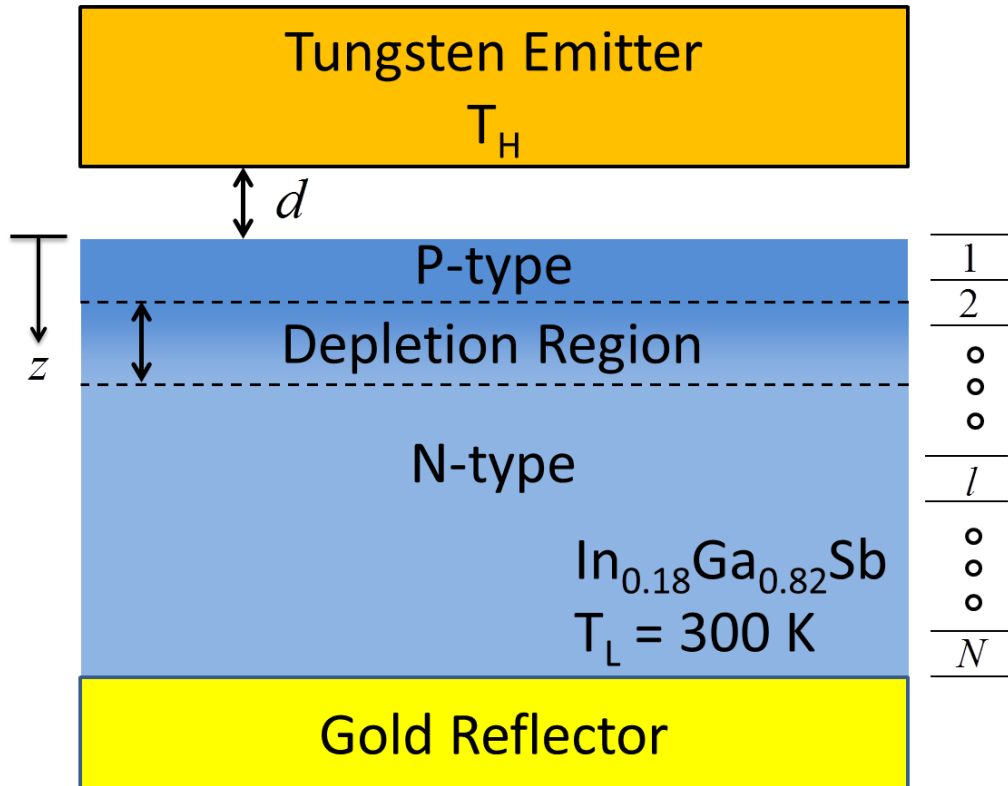 Tungsten Emitter
T_H
d
P-type
1
2
Depletion Region
z
N-type
l
In_0.18Ga_0.82Sb
T_L = 300 K
N
Gold Reflector